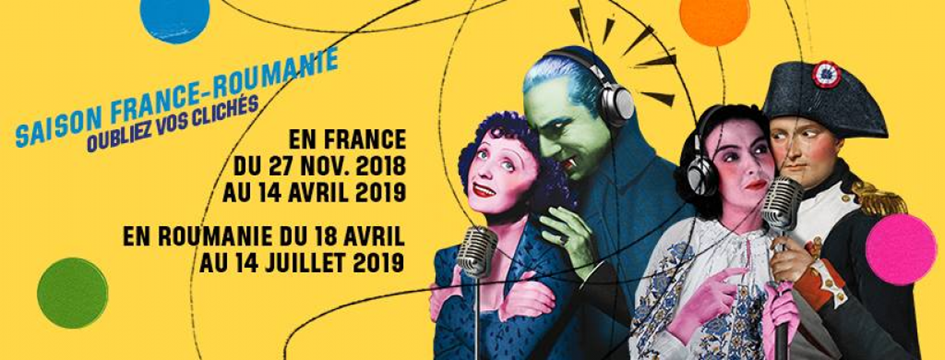 SAISON FRANCE-ROUMANIE
OUBLIEZ VOS CLICHÉS
EN FRANCE
DU 27 NOV. 2018
AU 14 AVRIL 2019
EN ROUMANIE DU 18 AVRIL
AU 14 JUILLET 2019